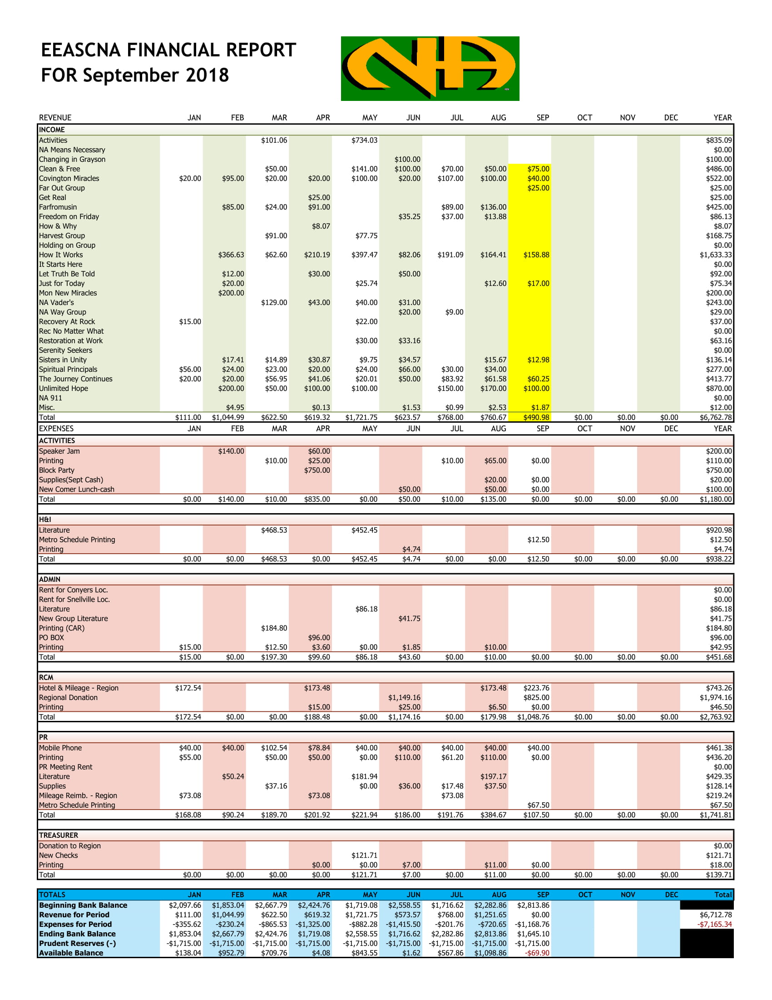 EEASCNA FINANCIAL REPORT
FOR September 2018
NA
REVENUE JAN FEB MAR APR MAY JUN JUL AUG SEP OCT NOV DEC YEAR
INCOME
Activities $101.06 $734.03 $835.09
NA Means Necessary $0.00
Changing in Grayson $100.00 $100.00
Clean & Free $50.00 $141.00 $100.00 $70.00 $50.00 $75.00 $486.00
Covington Miracles $20.00 $95.00 $20.00 $20.00 $100.00 $20.00 $107.00 $100.00 $40.00 $522.00
Far Out Group $25.00 $25.00
Get Real $25.00 $25.00
Farfromusin $85.00 $24.00 $91.00 $89.00 $136.00 $425.00
Freedom on Friday $35.25 $37.00 $13.88 $86.13
How & Why $8.07 $8.07
Harvest Group $91.00 $77.75 $168.75
Holding on Group $0.00
How It Works $366.63 $62.60 $210.19 $397.47 $82.06 $191.09 $164.41 $158.88 $1,633.33
It Starts Here $0.00
Let Truth Be Told $12.00 $30.00 $50.00 $92.00
Just for Today $20.00 $25.74 $12.60 $17.00 $75.34
Mon New Miracles $200.00 $200.00
NA Vader's $129.00 $43.00 $40.00 $31.00 $243.00
NA Way Group $20.00 $9.00 $29.00
Recovery At Rock $15.00 $22.00 $37.00
Rec No Matter What $0.00
Restoration at Work $30.00 $33.16 $63.16
Serenity Seekers $0.00
Sisters in Unity $17.41 $14.89 $30.87 $9.75 $34.57 $15.67 $12.98 $136.14
Spiritual Principals $56.00 $24.00 $23.00 $20.00 $24.00 $66.00 $30.00 $34.00 $277.00
The Journey Continues $20.00 $20.00 $56.95 $41.06 $20.01 $50.00 $83.92 $61.58 $60.25 $413.77
Unlimited Hope $200.00 $50.00 $100.00 $100.00 $150.00 $170.00 $100.00 $870.00
NA 911 $0.00
Misc. $4.95 $0.13 $1.53 $0.99 $2.53 $1.87 $12.00
Total $111.00 $1,044.99 $622.50 $619.32 $1,721.75 $623.57 $768.00 $760.67 $490.98 $0.00 $0.00 $0.00 $6,762.78
EXPENSES JAN FEB MAR APR MAY JUN JUL AUG SEP OCT NOV DEC YEAR
ACTIVITIES
Speaker Jam $140.00 $60.00 $200.00
Printing $10.00 $25.00 $10.00 $65.00 $0.00 $110.00
Block Party $750.00 $750.00
Supplies(Sept Cash) $20.00 $0.00 $20.00
New Comer Lunch-cash $50.00 $50.00 $0.00 $100.00
Total $0.00 $140.00 $10.00 $835.00 $0.00 $50.00 $10.00 $135.00 $0.00 $0.00 $0.00 $0.00 $1,180.00
H&I
Literature $468.53 $452.45 $920.98
Metro Schedule Printing $12.50 $12.50
Printing $4.74 $4.74
Total $0.00 $0.00 $468.53 $0.00 $452.45 $4.74 $0.00 $0.00 $12.50 $0.00 $0.00 $0.00 $938.22
ADMIN
Rent for Conyers Loc. $0.00
Rent for Snellville Loc. $0.00
Literature $86.18 $86.18
New Group Literature $41.75 $41.75
Printing (CAR) $184.80 $184.80
PO BOX $96.00 $96.00
Printing $15.00 $12.50 $3.60 $0.00 $1.85 $10.00 $42.95
Total $15.00 $0.00 $197.30 $99.60 $86.18 $43.60 $0.00 $10.00 $0.00 $0.00 $0.00 $0.00 $451.68
RCM
Hotel & Mileage - Region $172.54 $173.48 $173.48 $223.76 $743.26
Regional Donation $1,149.16 $825.00 $1,974.16
Printing $15.00 $25.00 $6.50 $0.00 $46.50
Total $172.54 $0.00 $0.00 $188.48 $0.00 $1,174.16 $0.00 $179.98 $1,048.76 $0.00 $0.00 $0.00 $2,763.92
PR
Mobile Phone $40.00 $40.00 $102.54 $78.84 $40.00 $40.00 $40.00 $40.00 $40.00 $461.38
Printing $55.00 $50.00 $50.00 $0.00 $110.00 $61.20 $110.00 $0.00 $436.20
PR Meeting Rent $0.00
Literature $50.24 $181.94 $197.17 $429.35
Supplies $37.16 $0.00 $36.00 $17.48 $37.50 $128.14
Mileage Reimb. - Region $73.08 $73.08 $73.08 $219.24
Metro Schedule Printing $67.50 $67.50
Total $168.08 $90.24 $189.70 $201.92 $221.94 $186.00 $191.76 $384.67 $107.50 $0.00 $0.00 $0.00 $1,741.81
TREASURER
Donation to Region $0.00
New Checks $121.71 $121.71
Printing $0.00 $0.00 $7.00 $11.00 $0.00 $18.00
Total $0.00 $0.00 $0.00 $0.00 $121.71 $7.00 $0.00 $11.00 $0.00 $0.00 $0.00 $0.00 $139.71
TOTALS JAN FEB MAR APR MAY JUN JUL AUG SEP OCT NOV DEC Total
Beginning Bank Balance $2,097.66 $1,853.04 $2,667.79 $2,424.76 $1,719.08 $2,558.55 $1,716.62 $2,282.86 $2,813.86
Revenue for Period $111.00 $1,044.99 $622.50 $619.32 $1,721.75 $573.57 $768.00 $1,251.65 $0.00 $6,712.78
Expenses for Period -$355.62 -$230.24 -$865.53 -$1,325.00 -$882.28 -$1,415.50 -$201.76 -$720.65 -$1,168.76 -$7,165.34
Ending Bank Balance $1,853.04 $2,667.79 $2,424.76 $1,719.08 $2,558.55 $1,716.62 $2,282.86 $2,813.86 $1,645.10
Prudent Reserves (-) -$1,715.00 -$1,715.00 -$1,715.00 -$1,715.00 -$1,715.00 -$1,715.00 -$1,715.00 -$1,715.00 -$1,715.00
Available Balance $138.04 $952.79 $709.76 $4.08 $843.55 $1.62 $567.86 $1,098.86 -$69.90